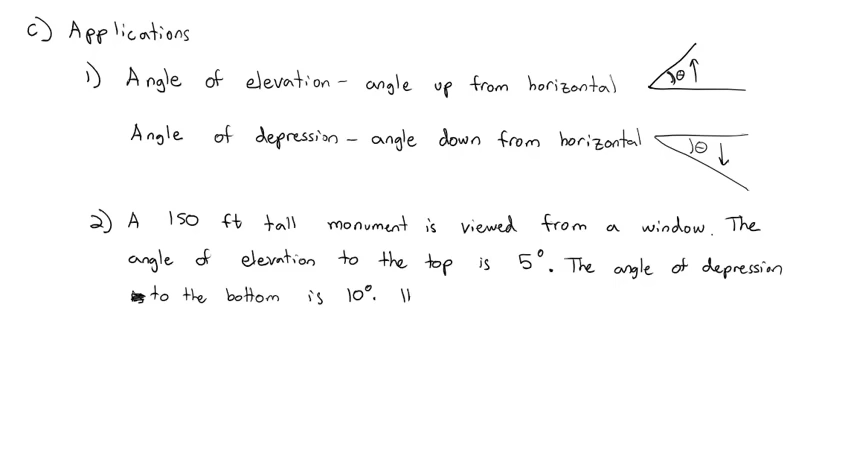 C) Applications
1) Angle of elevation - angle up from horizontal θ
Angle of depression - angle down from horizontal θ
2) A 150 ft tall monument is viewed from a window. The
angle of elevation to the top is 5°. The angle of depression
to the bottom is 10°.